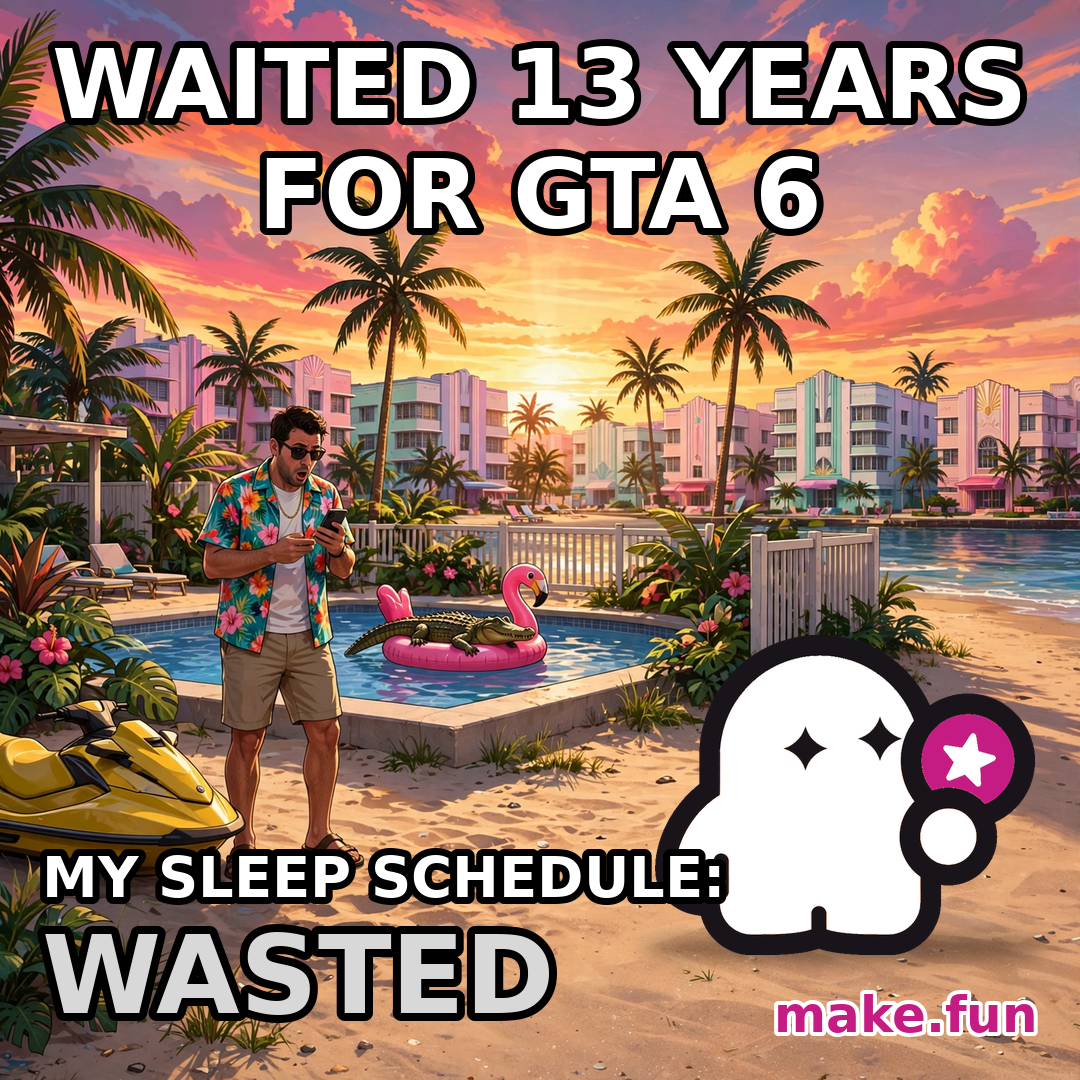 WAITED 13 YEARS
FOR GTA 6
MY SLEEP SCHEDULE:
WASTED
make.fun